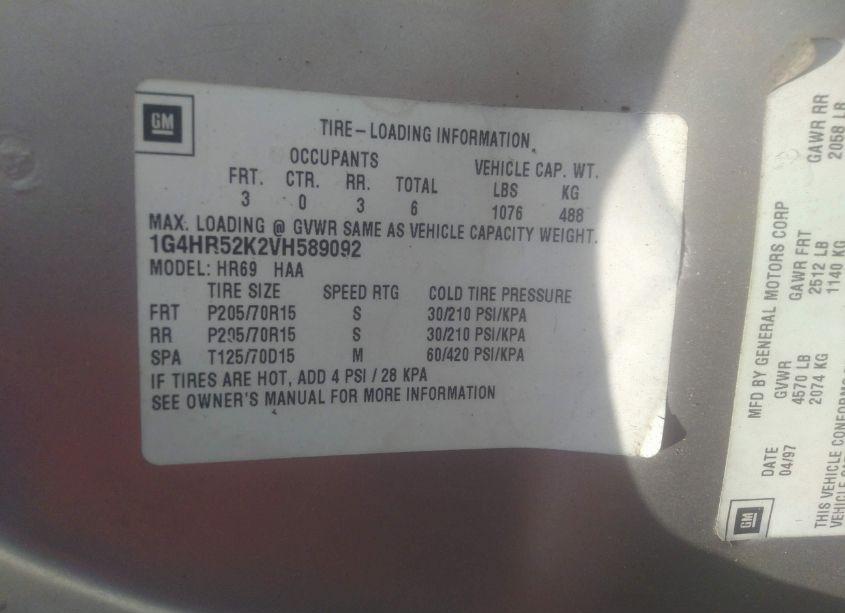 GM
TIRE-LOADING INFORMATION
OCCUPANTS VEHICLE CAP. WT.
FRT. CTR. RR. TOTAL LBS KG
3 0 3 6 1076 488
MAX. LOADING @ GVWR SAME AS VEHICLE CAPACITY WEIGHT.
1G4HR52K2VH589092
MODEL: HR69 HAA
TIRE SIZE SPEED RTG COLD TIRE PRESSURE
FRT P205/70R15 S 30/210 PSI/KPA
RR P205/70R15 S 30/210 PSI/KPA
SPA T125/70D15 M 60/420 PSI/KPA
IF TIRES ARE HOT, ADD 4 PSI / 28 KPA
SEE OWNER'S MANUAL FOR MORE INFORMATION
GM
MFD BY GENERAL MOTORS CORP
DATE GVWR GAWR FRT GAWR RR
04/97 4570 LB 2512 LB 2058 LB
2074 KG 1140 KG
THIS VEHICLE CONFORMS
VEHICLE